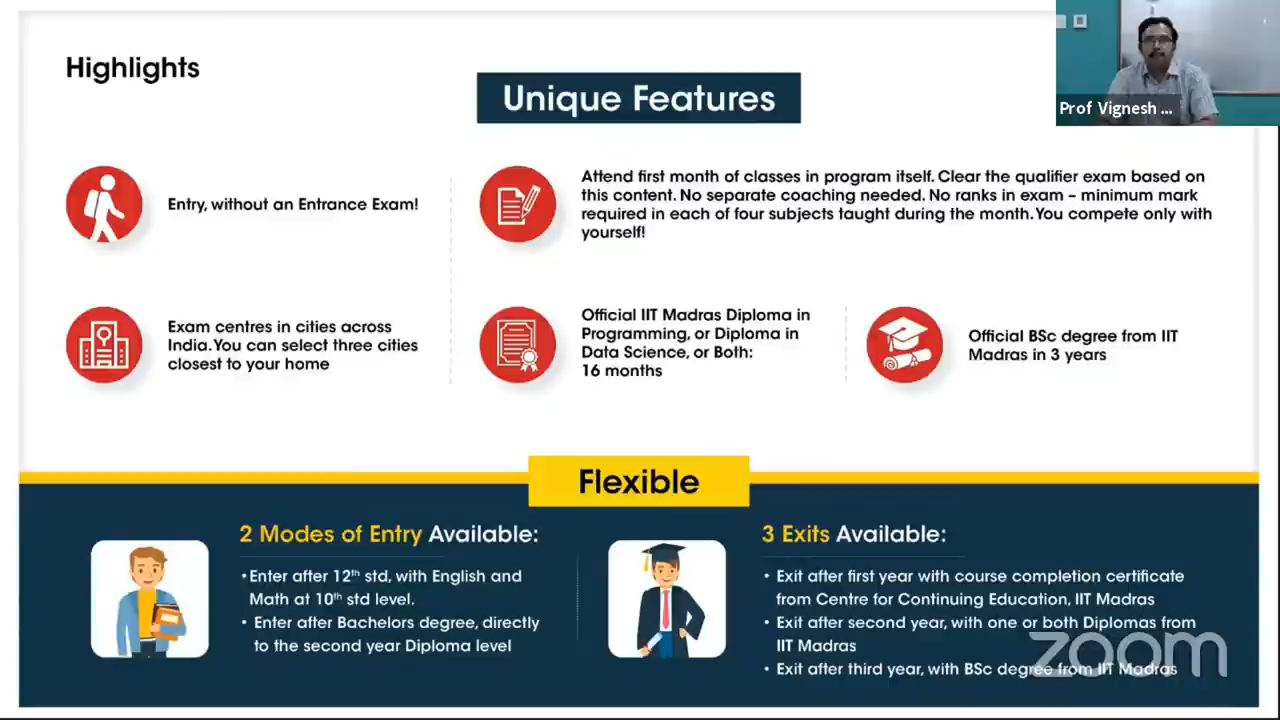 Highlights
Unique Features
Prof Vignesh ...
Entry, without an Entrance Exam!
Attend first month of classes in program itself. Clear the qualifier exam based on
this content. No separate coaching needed. No ranks in exam – minimum mark
required in each of four subjects taught during the month. You compete only with
yourself!
Exam centres in cities across
India. You can select three cities
closest to your home
Official IIT Madras Diploma in
Programming, or Diploma in
Data Science, or Both:
16 months
Official BSc degree from IIT
Madras in 3 years
Flexible
2 Modes of Entry Available:
•Enter after 12th std, with English and
Math at 10th std level.
• Enter after Bachelors degree, directly
to the second year Diploma level
3 Exits Available:
• Exit after first year with course completion certificate
from Centre for Continuing Education, IIT Madras
• Exit after second year, with one or both Diplomas from
IIT Madras
• Exit after third year, with BSc degree from IIT Madras
zoom